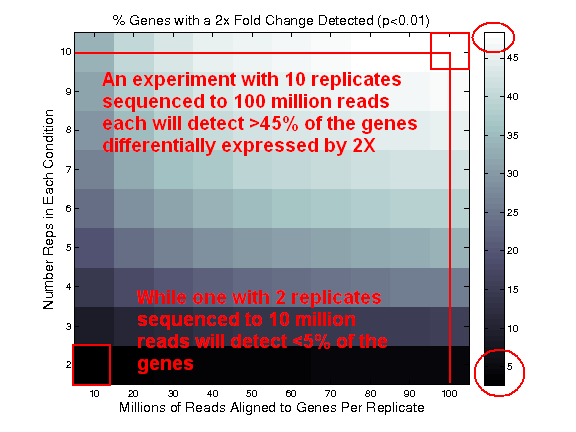 % Genes with a 2x Fold Change Detected (p<0.01)
10
9
8
7
6
5
4
3
2
Number Reps in Each Condition
An experiment with 10 replicates
sequenced to 100 million reads
each will detect >45% of the genes
differentially expressed by 2X
While one with 2 replicates
sequenced to 10 million
reads will detect <5% of the
genes
10 20 30 40 50 60 70 80 90 100
Millions of Reads Aligned to Genes Per Replicate
45
40
35
30
25
20
15
10
5